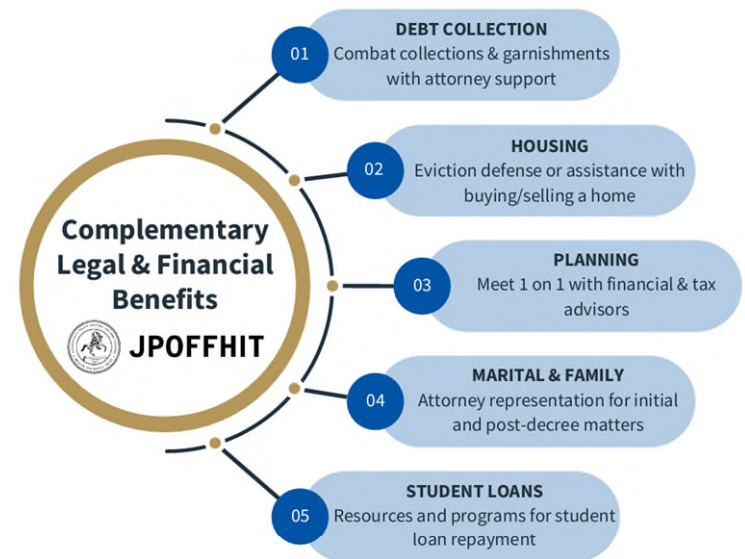 Complementary
Legal & Financial
Benefits
JPOFFHIT
01
DEBT COLLECTION
Combat collections & garnishments
with attorney support
02
HOUSING
Eviction defense or assistance with
buying/selling a home
03
PLANNING
Meet 1 on 1 with financial & tax
advisors
04
MARITAL & FAMILY
Attorney representation for initial
and post-decree matters
05
STUDENT LOANS
Resources and programs for student
loan repayment